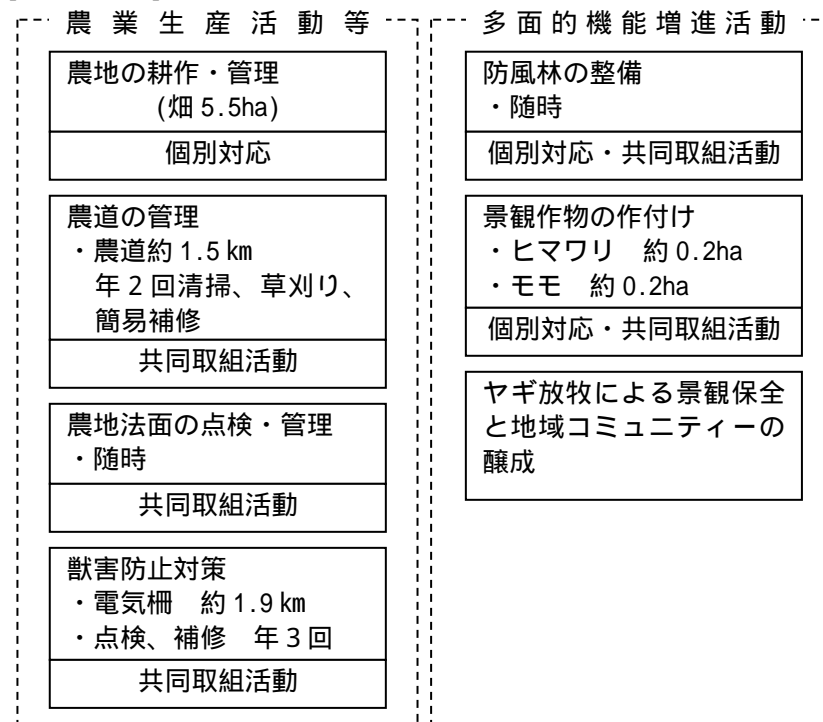 農業生産活動等
農地の耕作・管理
(畑5.5ha)
個別対応
農道の管理
・農道約1.5㎞
年2回清掃、草刈り、
簡易補修
共同取組活動
農地法面の点検・管理
・随時
共同取組活動
獣害防止対策
・電気柵 約1.9㎞
・点検、補修 年3回
共同取組活動
多面的機能増進活動
防風林の整備
・随時
個別対応・共同取組活動
景観作物の作付け
・ヒマワリ 約0.2ha
・モモ 約0.2ha
個別対応・共同取組活動
ヤギ放牧による景観保全
と地域コミュニティーの
醸成